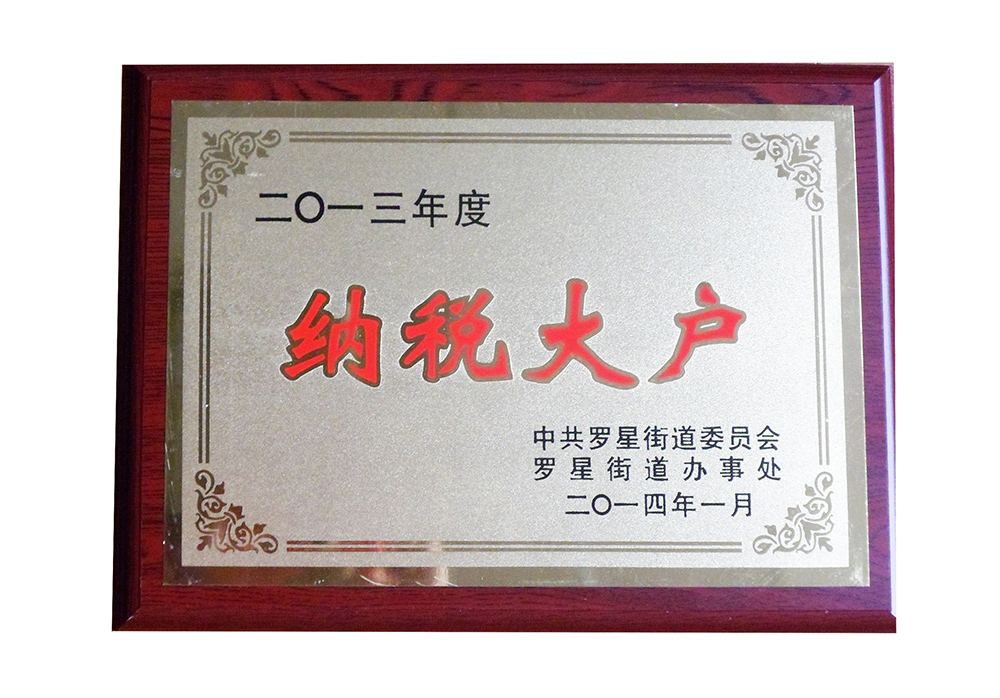 二〇一三年度
纳税大户
中共罗星街道委员会
罗星街道办事处
二〇一四年一月